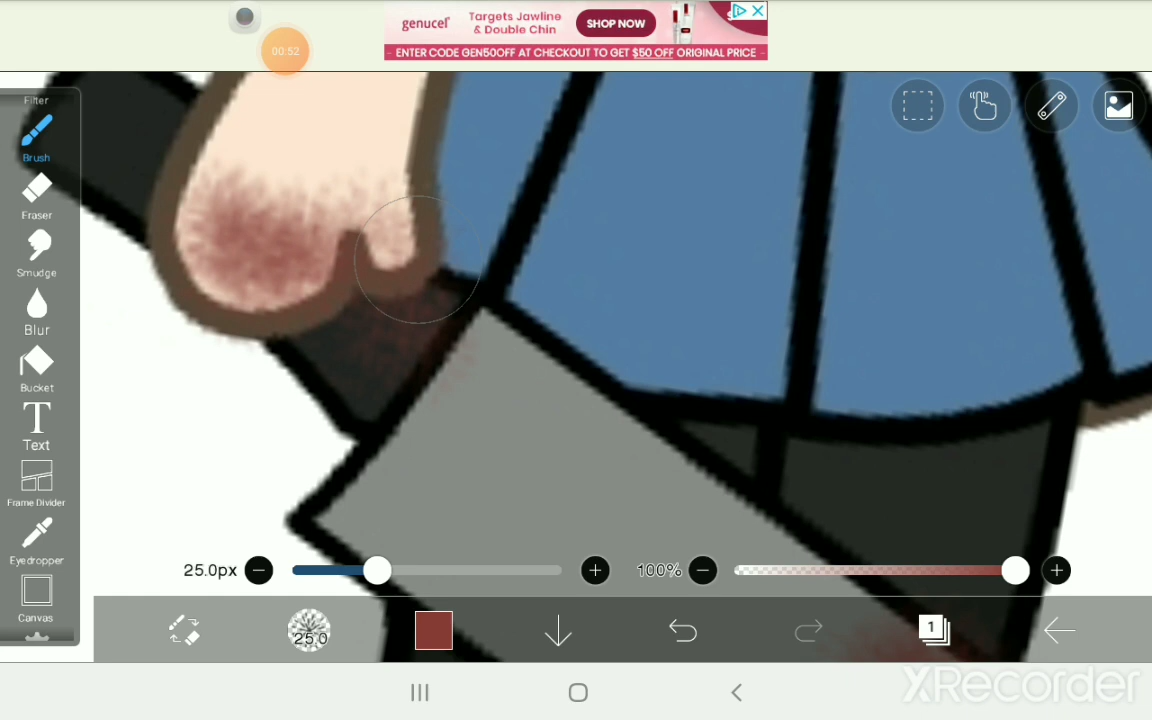 genucel
Targets Jawline
& Double Chin
SHOP NOW
ENTER CODE GEN50OFF AT CHECKOUT TO GET $50 OFF ORIGINAL PRICE
00:52
Filter
Brush
Eraser
Smudge
Blur
Bucket
T
Text
Frame Divider
Eyedropper
Canvas
25.0px
100%
25.0
1
XRecorder